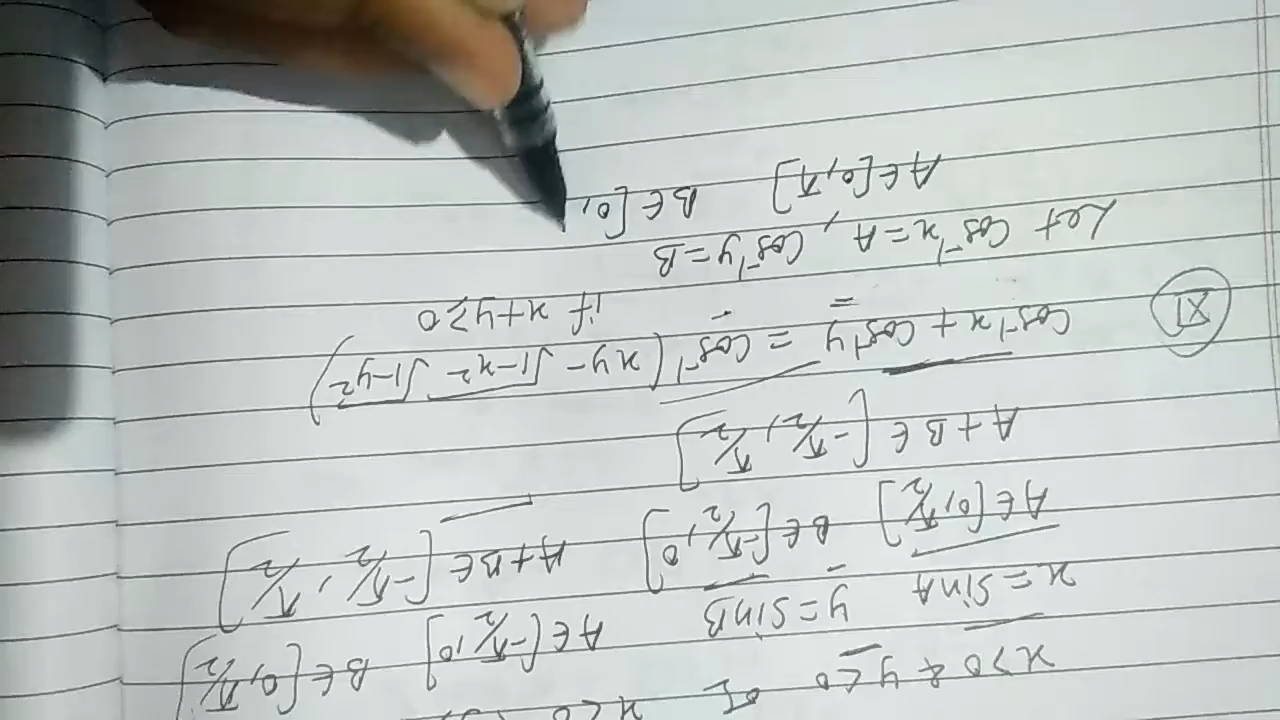 x>0 & y<0 or x<0
x=sinA y=sinB A∈[-π/2,0] B∈[0,π/2]
A∈[0,π/2] B∈[-π/2,0] A+B∈[-π/2,π/2]
A+B∈[-π/2,π/2]
XI cos⁻¹x+cos⁻¹y=cos⁻¹(xy-√1-x² √1-y²)
if x+y≥0
Let cos⁻¹x=A, cos⁻¹y=B
A∈[0,π] B∈[0,